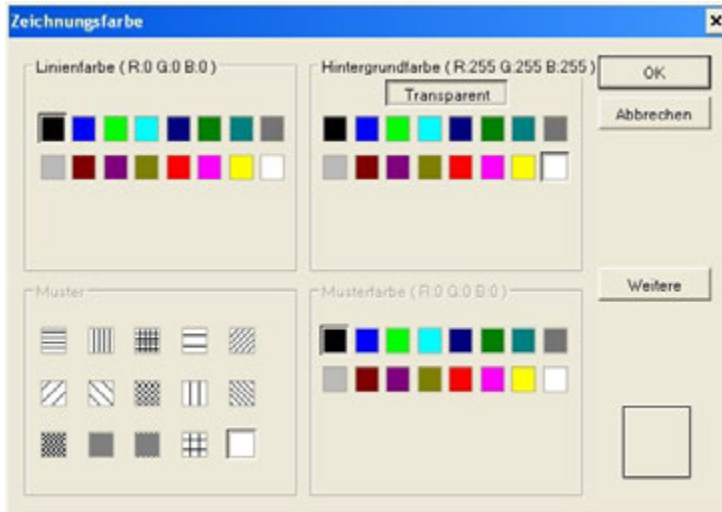 Zeichnungsfarbe
Linienfarbe ( R:0 G:0 B:0 )
Hintergrundfarbe ( R:255 G:255 B:255 )
OK
Transparent
Abbrechen
Weitere
Muster
Musterfarbe ( R:0 G:0 B:0 )